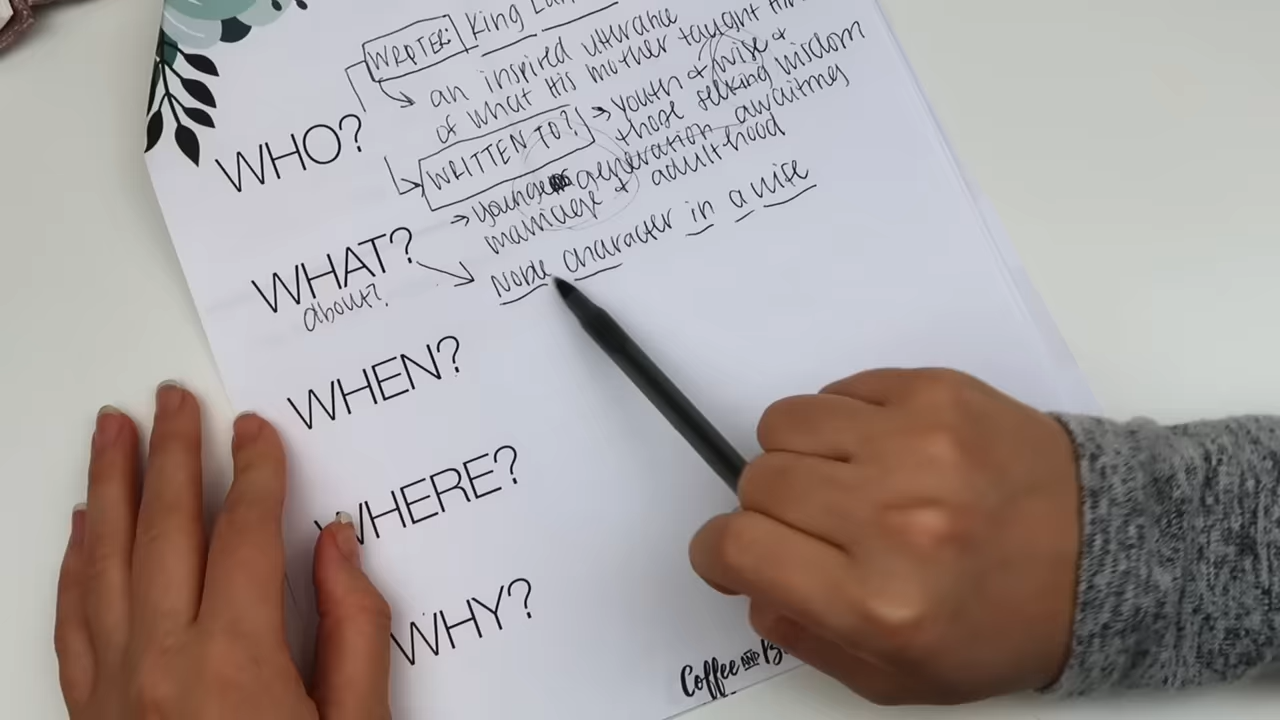 WRITER: King
an inspired utterance
of what His mother taught
WHO?
WRITTEN TO? → youth & wise &
those seeking wisdom
→ younger generation awaiting
marriage & adulthood
WHAT?
about?
Noble character in a wife
WHEN?
WHERE?
WHY?
Coffee AND